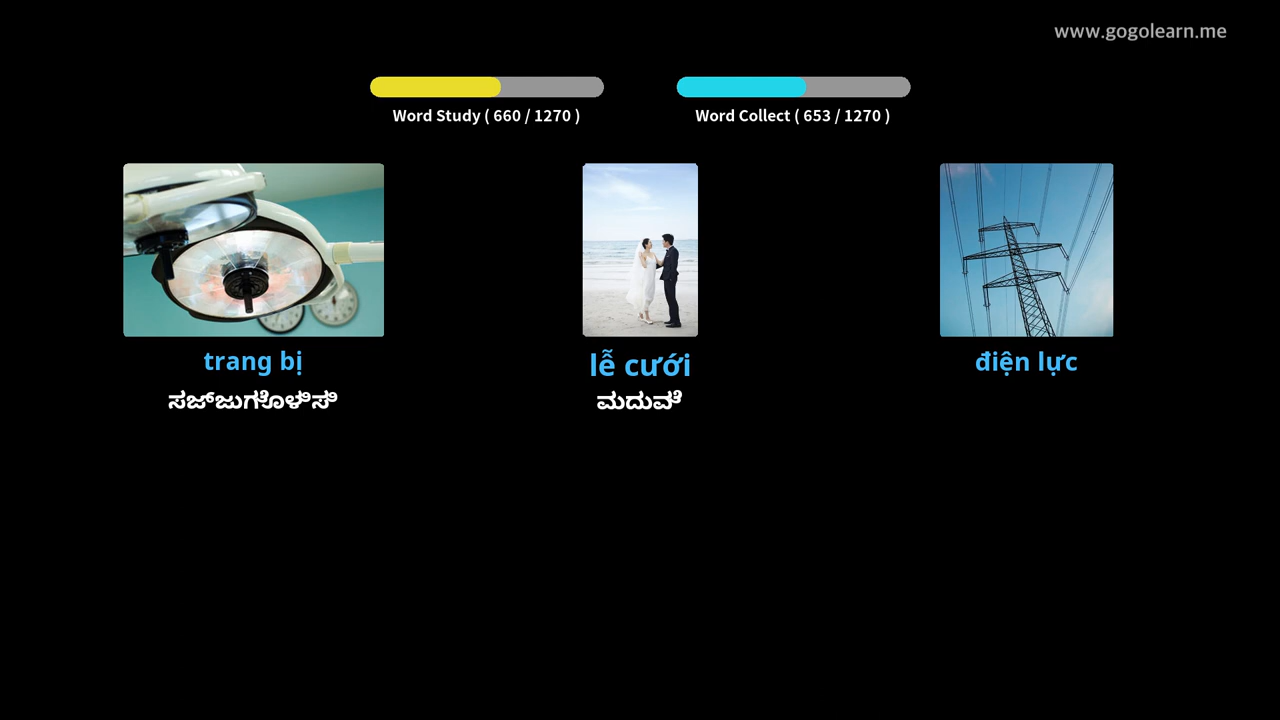 www.gogolearn.me
Word Study ( 660 / 1270 )
Word Collect ( 653 / 1270 )
trang bị
lễ cưới
điện lực
ಸಜ್ಜುಗೊಳಿಸಿ
ಮದುವೆ